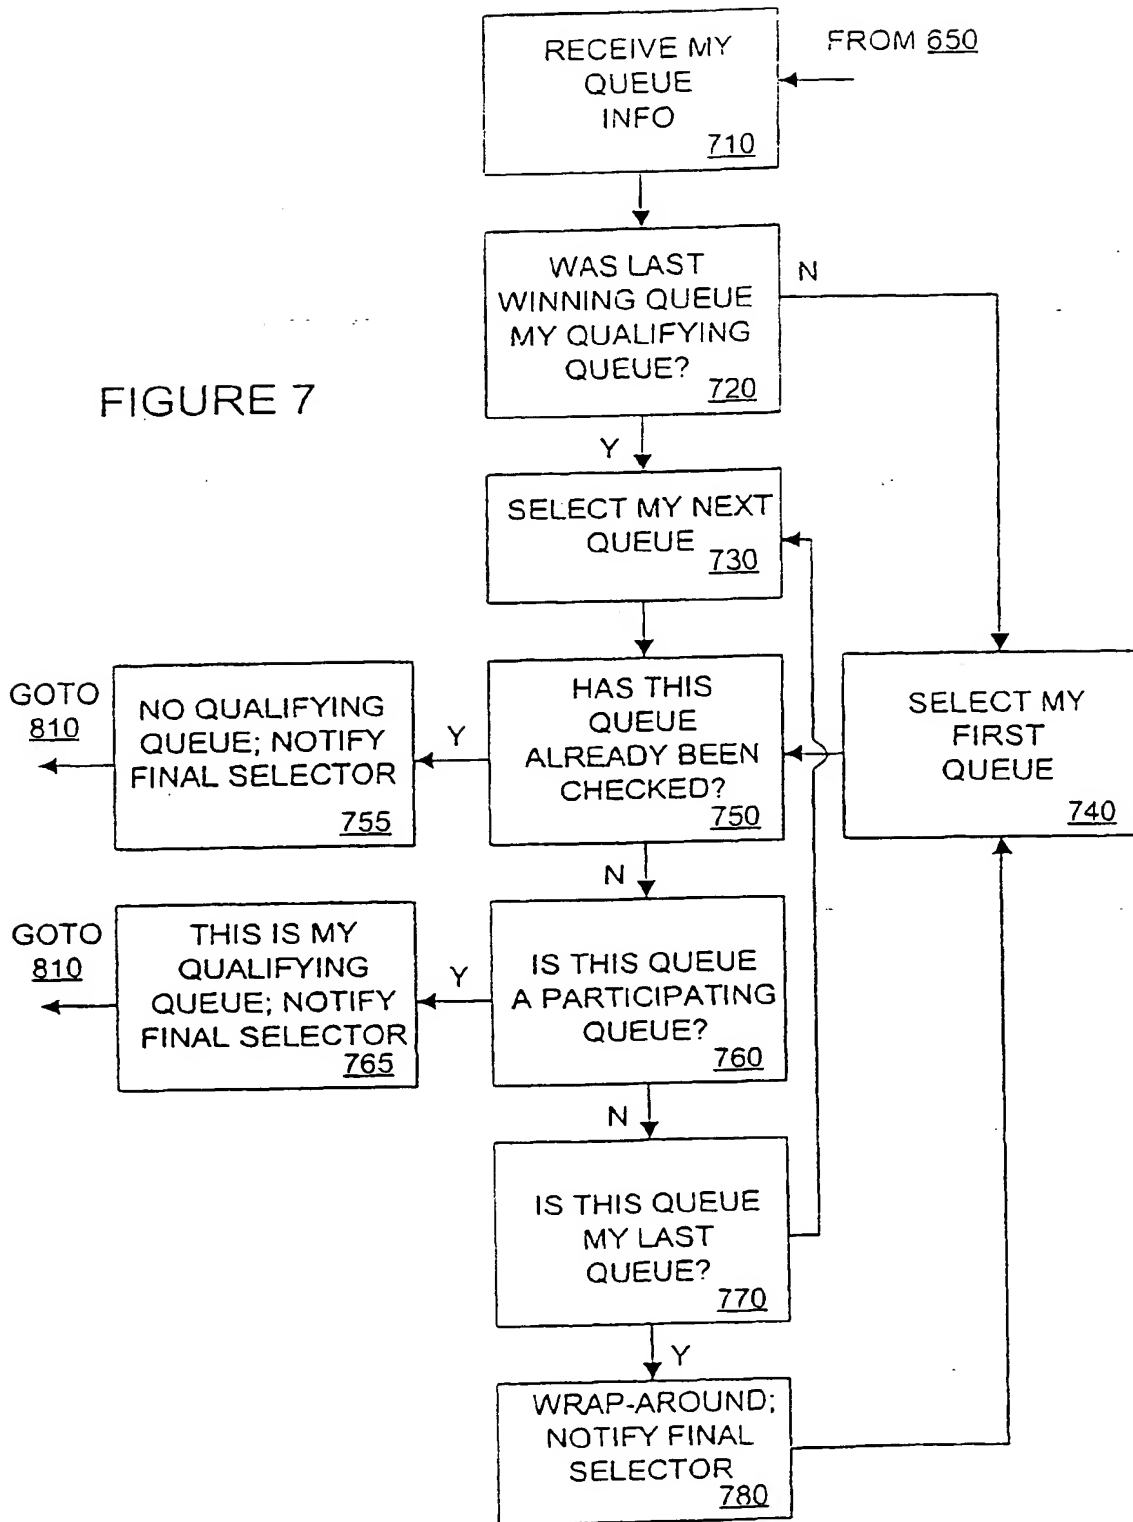 RECEIVE MY
QUEUE
INFO
710
FROM 650
WAS LAST
WINNING QUEUE
MY QUALIFYING
QUEUE?
720
N
FIGURE 7
Y
SELECT MY NEXT
QUEUE
730
GOTO
810
NO QUALIFYING
QUEUE; NOTIFY
FINAL SELECTOR
755
Y
HAS THIS
QUEUE
ALREADY BEEN
CHECKED?
750
SELECT MY
FIRST
QUEUE
740
N
GOTO
810
THIS IS MY
QUALIFYING
QUEUE; NOTIFY
FINAL SELECTOR
765
Y
IS THIS QUEUE
A PARTICIPATING
QUEUE?
760
N
IS THIS QUEUE
MY LAST
QUEUE?
770
Y
WRAP-AROUND;
NOTIFY FINAL
SELECTOR
780